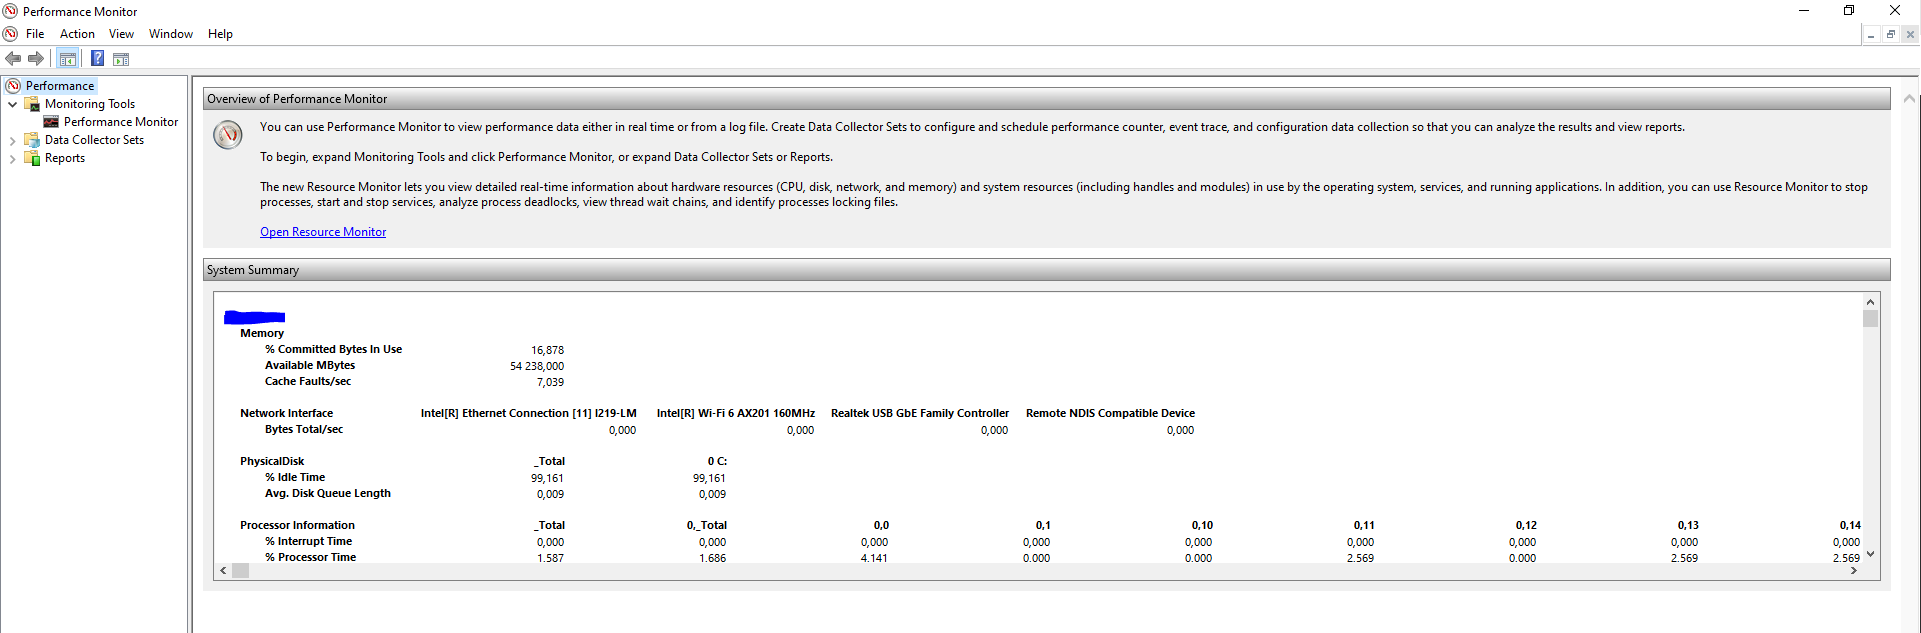 Performance Monitor
File Action View Window Help
Performance
Monitoring Tools
Performance Monitor
Data Collector Sets
Reports
Overview of Performance Monitor
You can use Performance Monitor to view performance data either in real time or from a log file. Create Data Collector Sets to configure and schedule performance counter, event trace, and configuration data collection so that you can analyze the results and view reports.
To begin, expand Monitoring Tools and click Performance Monitor, or expand Data Collector Sets or Reports.
The new Resource Monitor lets you view detailed real-time information about hardware resources (CPU, disk, network, and memory) and system resources (including handles and modules) in use by the operating system, services, and running applications. In addition, you can use Resource Monitor to stop
processes, start and stop services, analyze process deadlocks, view thread wait chains, and identify processes locking files.
Open Resource Monitor
System Summary
Memory
% Committed Bytes In Use 16,878
Available MBytes 54 238,000
Cache Faults/sec 7,039
Network Interface Intel[R] Ethernet Connection [11] I219-LM Intel[R] Wi-Fi 6 AX201 160MHz Realtek USB GbE Family Controller Remote NDIS Compatible Device
Bytes Total/sec 0,000 0,000 0,000 0,000
PhysicalDisk _Total 0 C:
% Idle Time 99,161 99,161
Avg. Disk Queue Length 0,009 0,009
Processor Information _Total 0,_Total 0,0 0,1 0,10 0,11 0,12 0,13 0,14
% Interrupt Time 0,000 0,000 0,000 0,000 0,000 0,000 0,000 0,000 0,000
% Processor Time 1,587 1,686 4,141 0,000 0,000 2,569 0,000 2,569 2,569